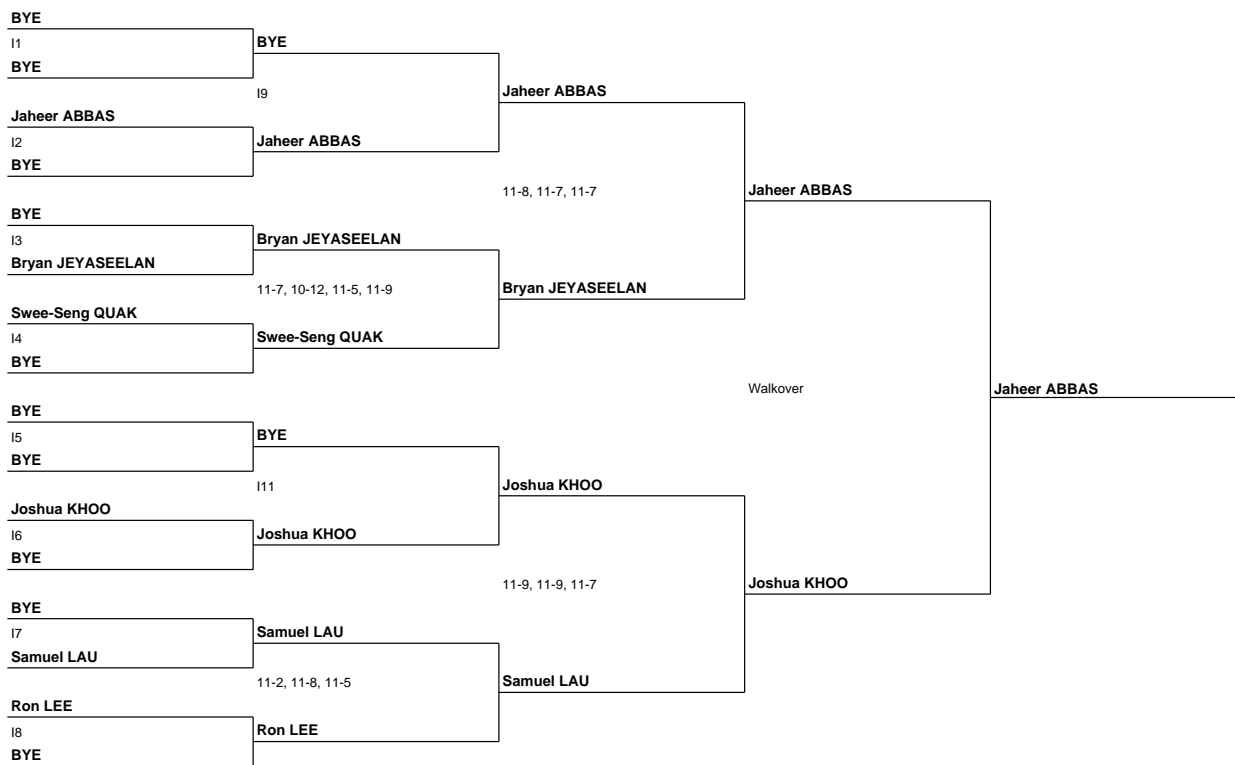 BYE
I1
BYE
Jaheer ABBAS
I2
BYE
BYE
I3
Bryan JEYASEELAN
Swee-Seng QUAK
I4
BYE
BYE
I5
BYE
Joshua KHOO
I6
BYE
BYE
I7
Samuel LAU
Ron LEE
I8
BYE
BYE
I9
Jaheer ABBAS
Bryan JEYASEELAN
11-7, 10-12, 11-5, 11-9
Swee-Seng QUAK
BYE
I11
Joshua KHOO
Samuel LAU
11-2, 11-8, 11-5
Ron LEE
Jaheer ABBAS
11-8, 11-7, 11-7
Bryan JEYASEELAN
Joshua KHOO
11-9, 11-9, 11-7
Samuel LAU
Jaheer ABBAS
Walkover
Joshua KHOO
Jaheer ABBAS